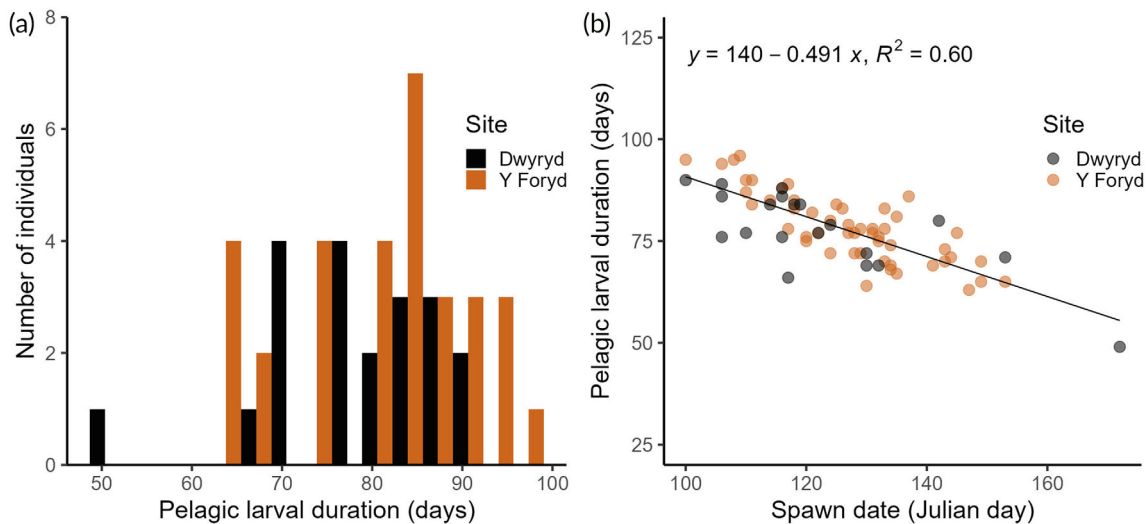 (a)
8
6
4
2
0
Number of individuals
50 60 70 80 90 100
Pelagic larval duration (days)
Site
Dwyryd
Y Foryd
(b)
125
100
75
50
25
Pelagic larval duration (days)
y = 140 − 0.491 x, R² = 0.60
Site
Dwyryd
Y Foryd
100 120 140 160
Spawn date (Julian day)